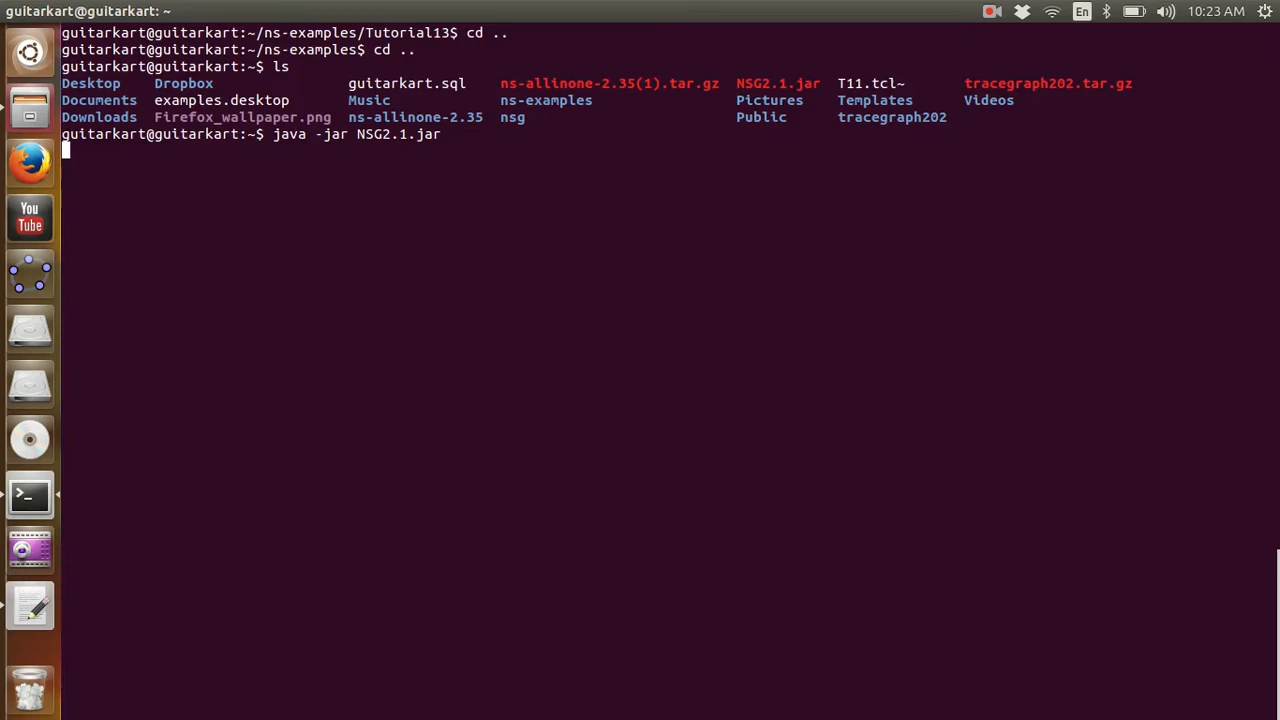 guitarkart@guitarkart: ~ En 10:23 AM
guitarkart@guitarkart:~/ns-examples/Tutorial13$ cd ..
guitarkart@guitarkart:~/ns-examples$ cd ..
guitarkart@guitarkart:~$ ls
Desktop Dropbox guitarkart.sql ns-allinone-2.35(1).tar.gz NSG2.1.jar T11.tcl~ tracegraph202.tar.gz
Documents examples.desktop Music ns-examples Pictures Templates Videos
Downloads Firefox_wallpaper.png ns-allinone-2.35 nsg Public tracegraph202
guitarkart@guitarkart:~$ java -jar NSG2.1.jar
You
Tube
>_